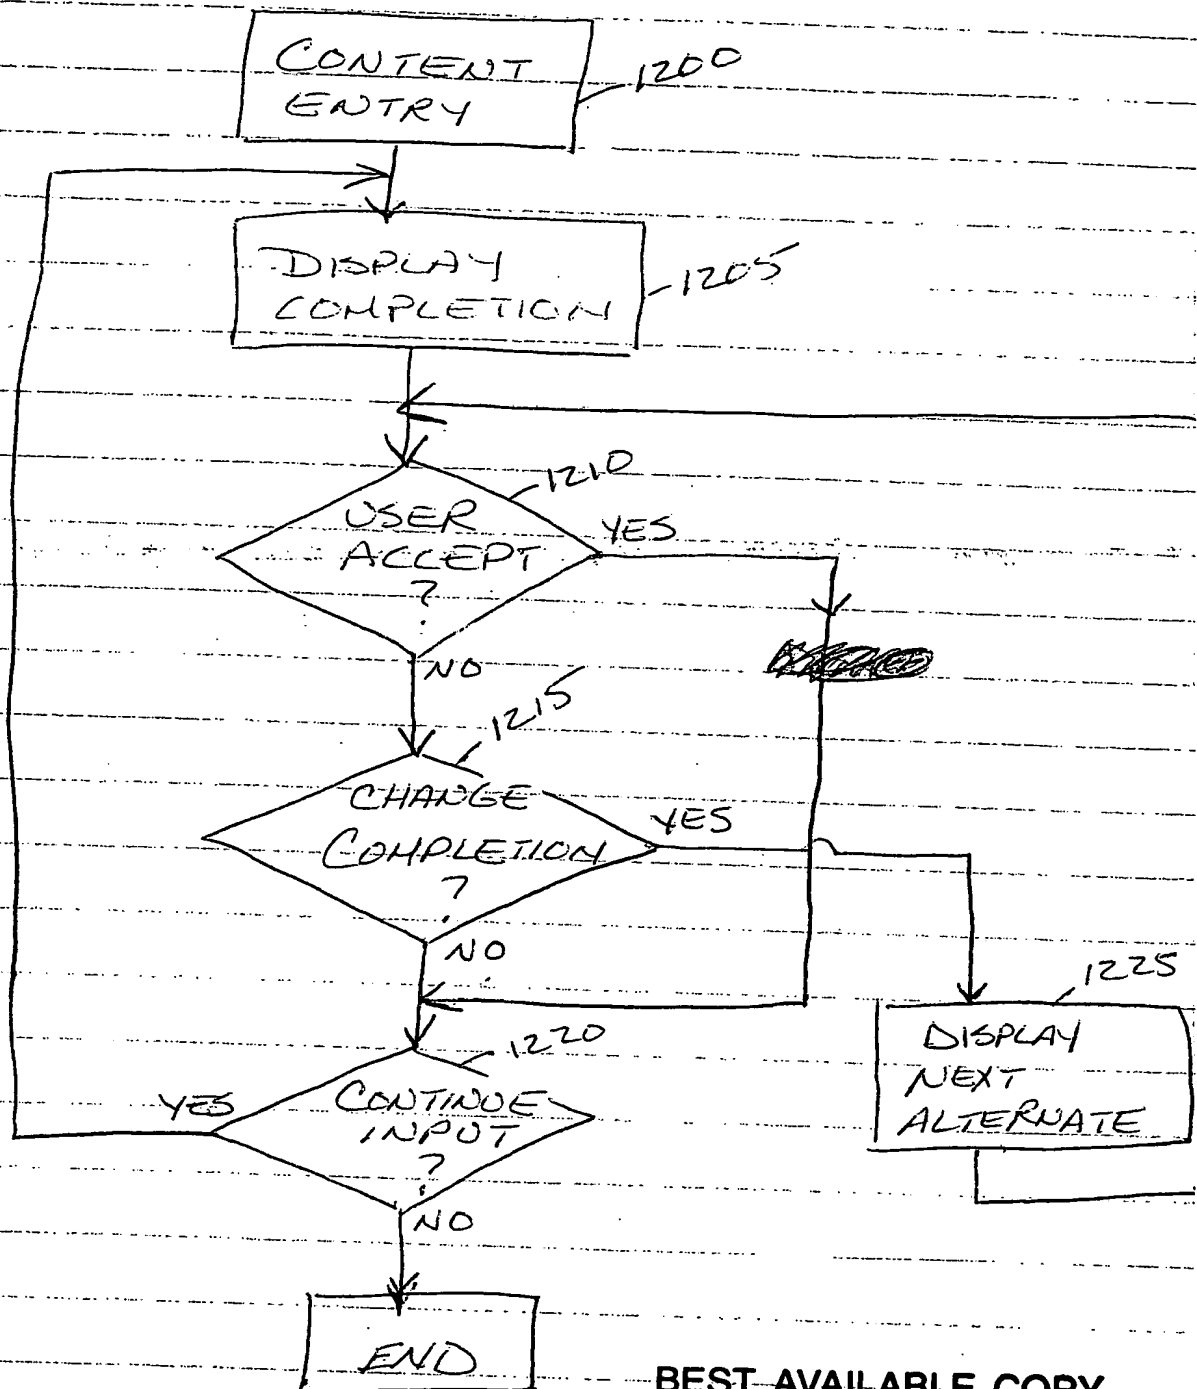 CONTENT
ENTRY
1200
DISPLAY
COMPLETION
1205
1210
USER
ACCEPT
?
YES
NO
1215
CHANGE
COMPLETION
?
YES
NO
1225
DISPLAY
NEXT
ALTERNATE
1220
CONTINUE
INPUT
?
YES
NO
END
BEST AVAILABLE COPY